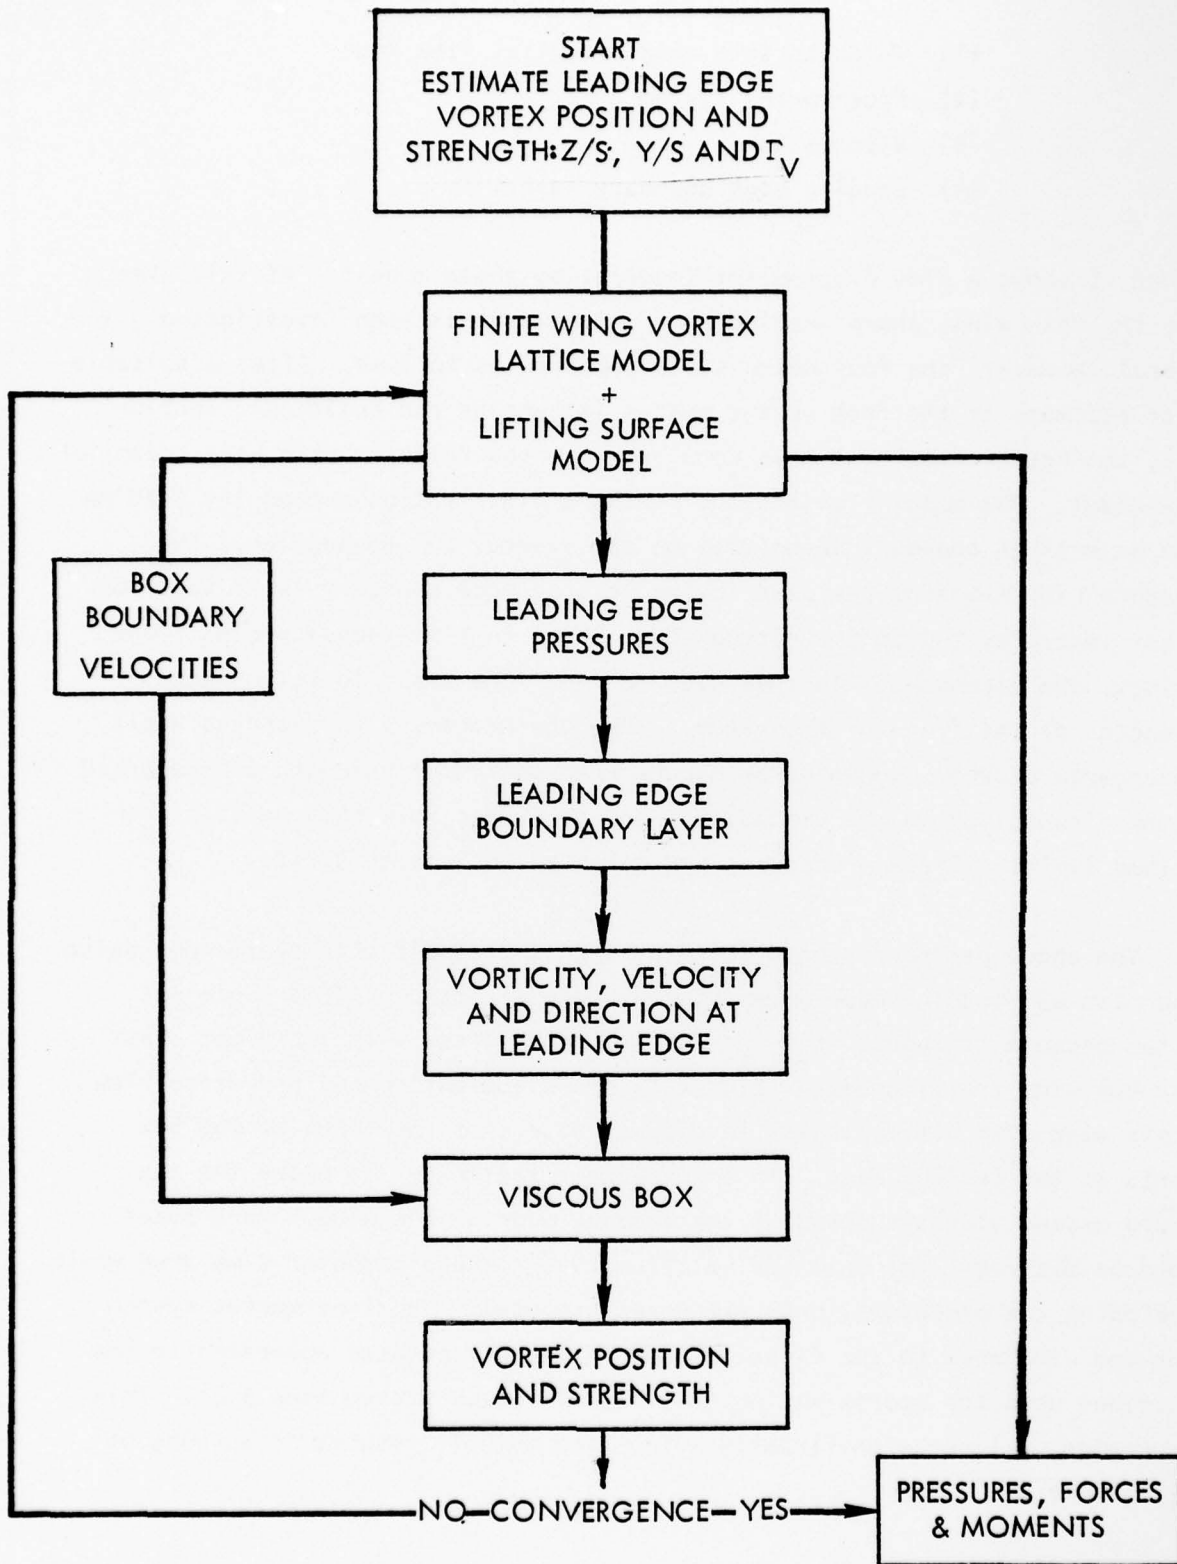 START
ESTIMATE LEADING EDGE
VORTEX POSITION AND
STRENGTH: Z/S, Y/S AND ΓV
FINITE WING VORTEX
LATTICE MODEL
+
LIFTING SURFACE
MODEL
BOX
BOUNDARY
VELOCITIES
LEADING EDGE
PRESSURES
LEADING EDGE
BOUNDARY LAYER
VORTICITY, VELOCITY
AND DIRECTION AT
LEADING EDGE
VISCOUS BOX
VORTEX POSITION
AND STRENGTH
NO—CONVERGENCE—YES
PRESSURES, FORCES
& MOMENTS